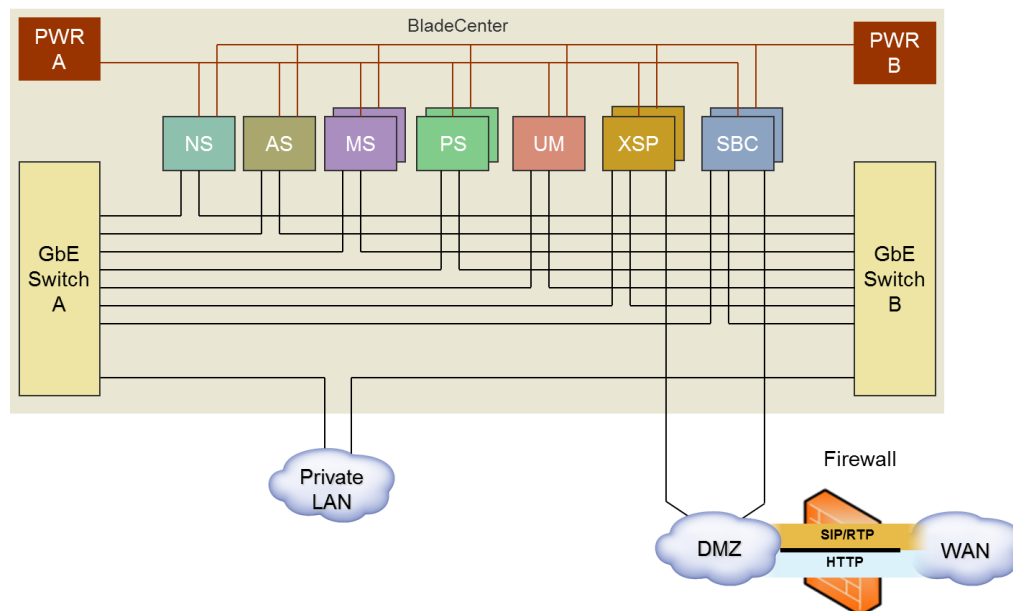 BladeCenter
PWR
A
PWR
B
NS
AS
MS
PS
UM
XSP
SBC
GbE
Switch
A
GbE
Switch
B
Private
LAN
Firewall
DMZ
SIP/RTP
HTTP
WAN